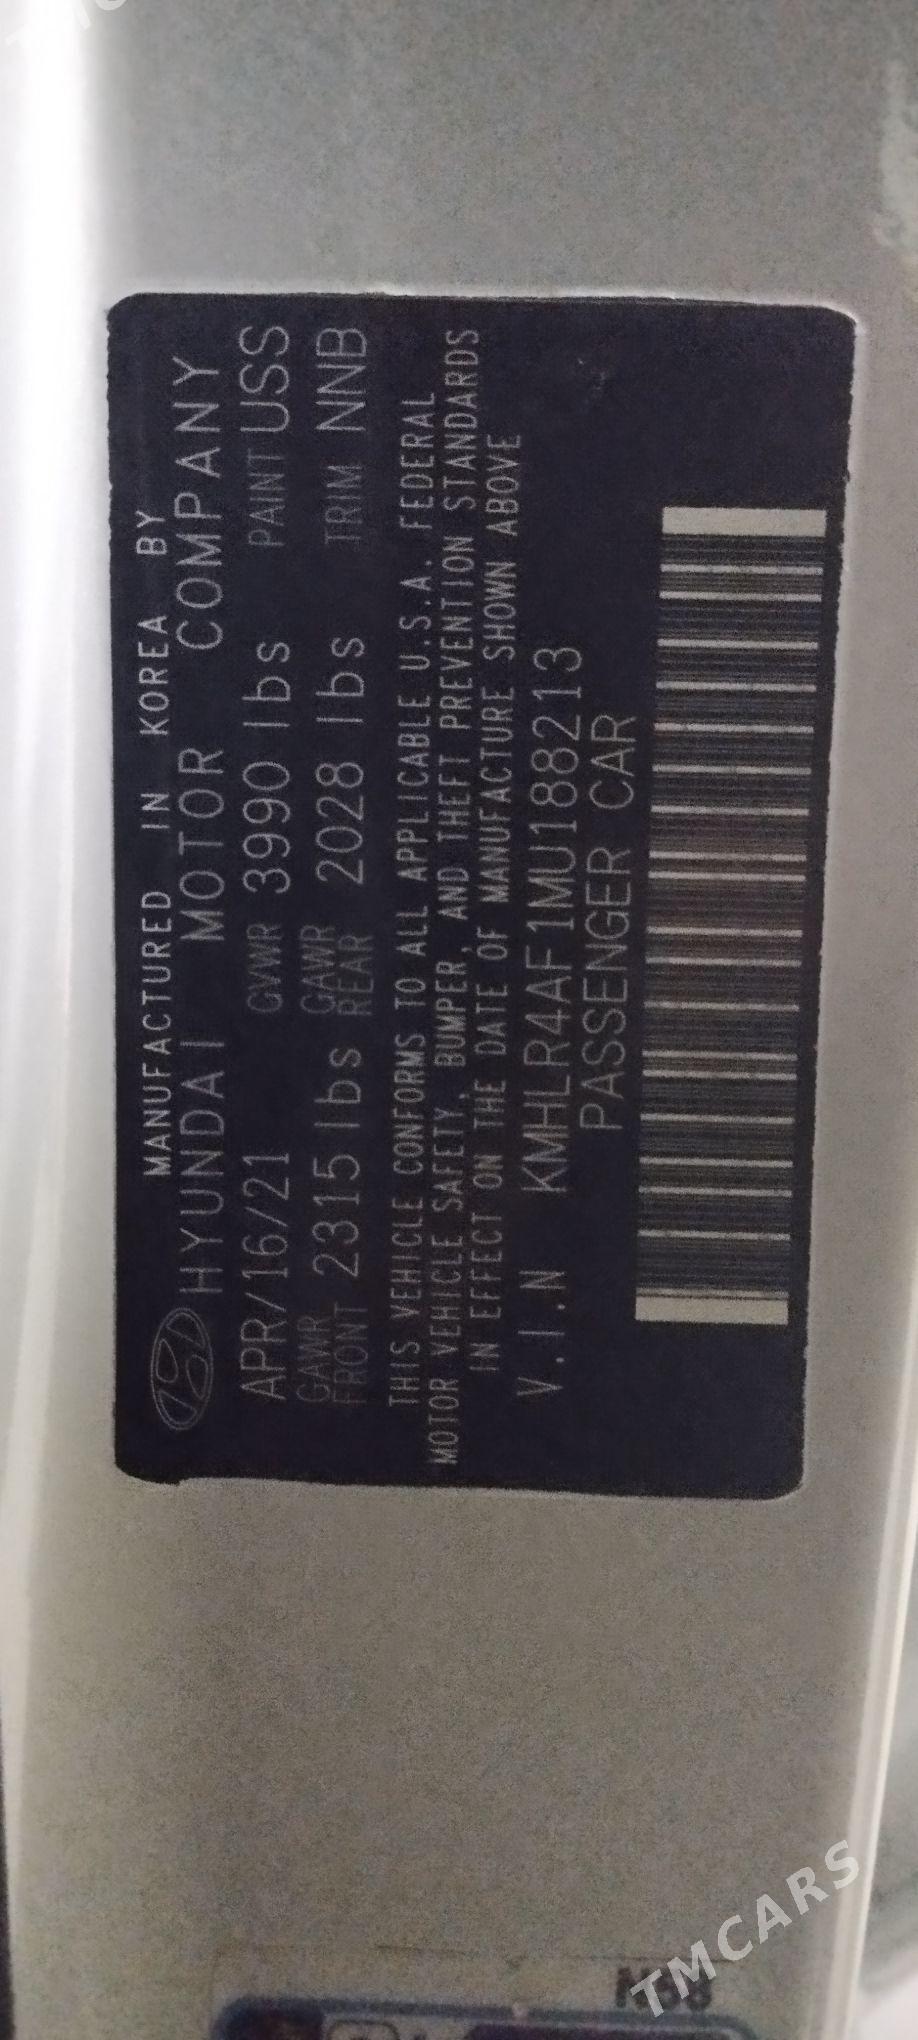 MANUFACTURED IN KOREA BY
HYUNDAI MOTOR COMPANY
APR/16/21 GVWR 3990 lbs PAINT USS
GAWR FRONT 2315 lbs GAWR REAR 2028 lbs TRIM NNB
THIS VEHICLE CONFORMS TO ALL APPLICABLE U.S.A. FEDERAL
MOTOR VEHICLE SAFETY, BUMPER, AND THEFT PREVENTION STANDARDS
IN EFFECT ON THE DATE OF MANUFACTURE SHOWN ABOVE
V.I.N KMHLR4AF1MU188213
PASSENGER CAR
TMCARS